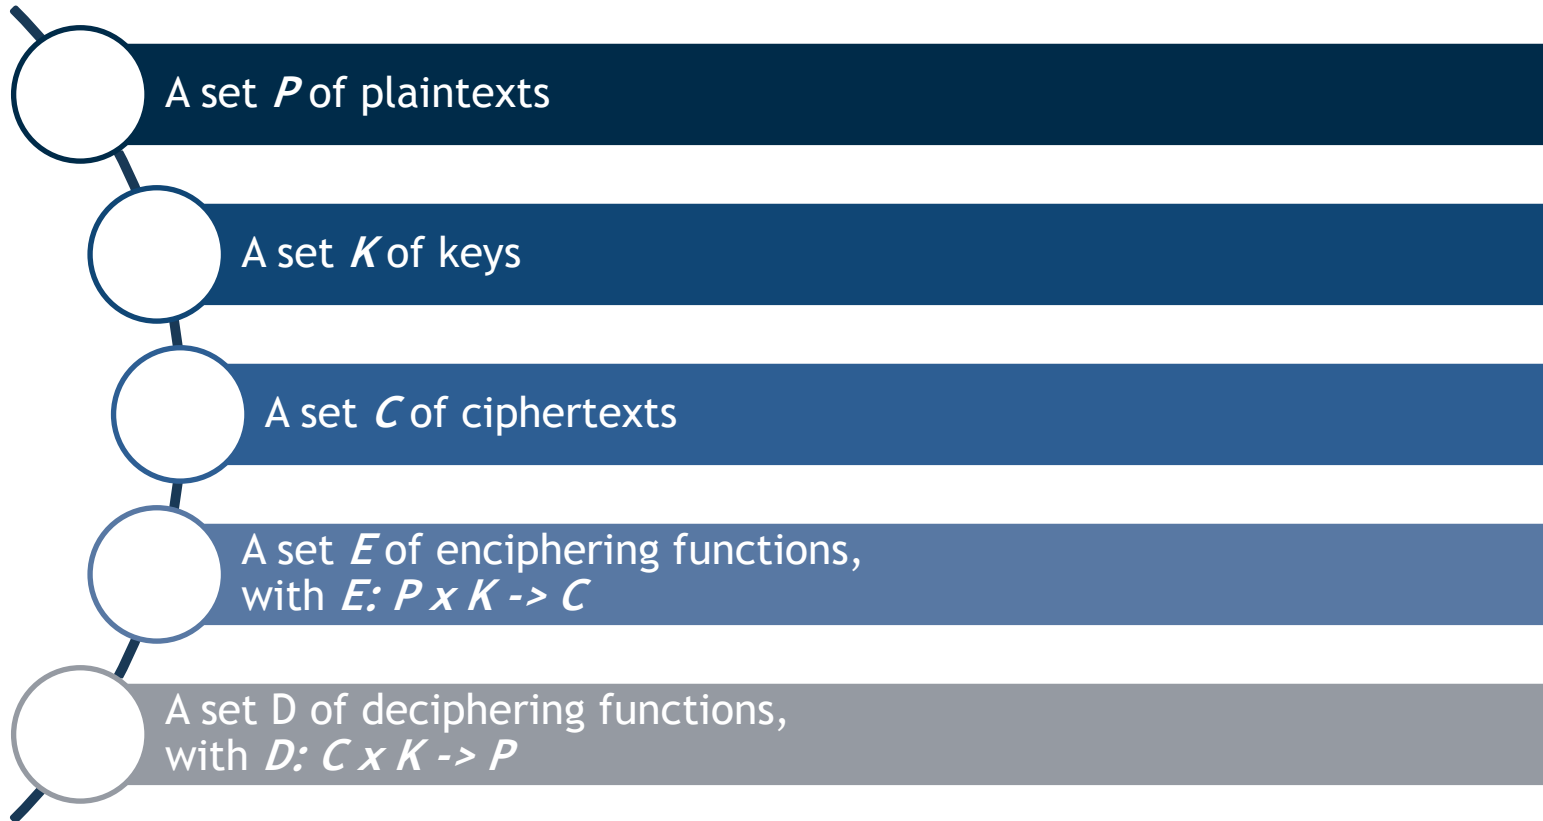 A set P of plaintexts
A set K of keys
A set C of ciphertexts
A set E of enciphering functions,
with E: P x K -> C
A set D of deciphering functions,
with D: C x K -> P